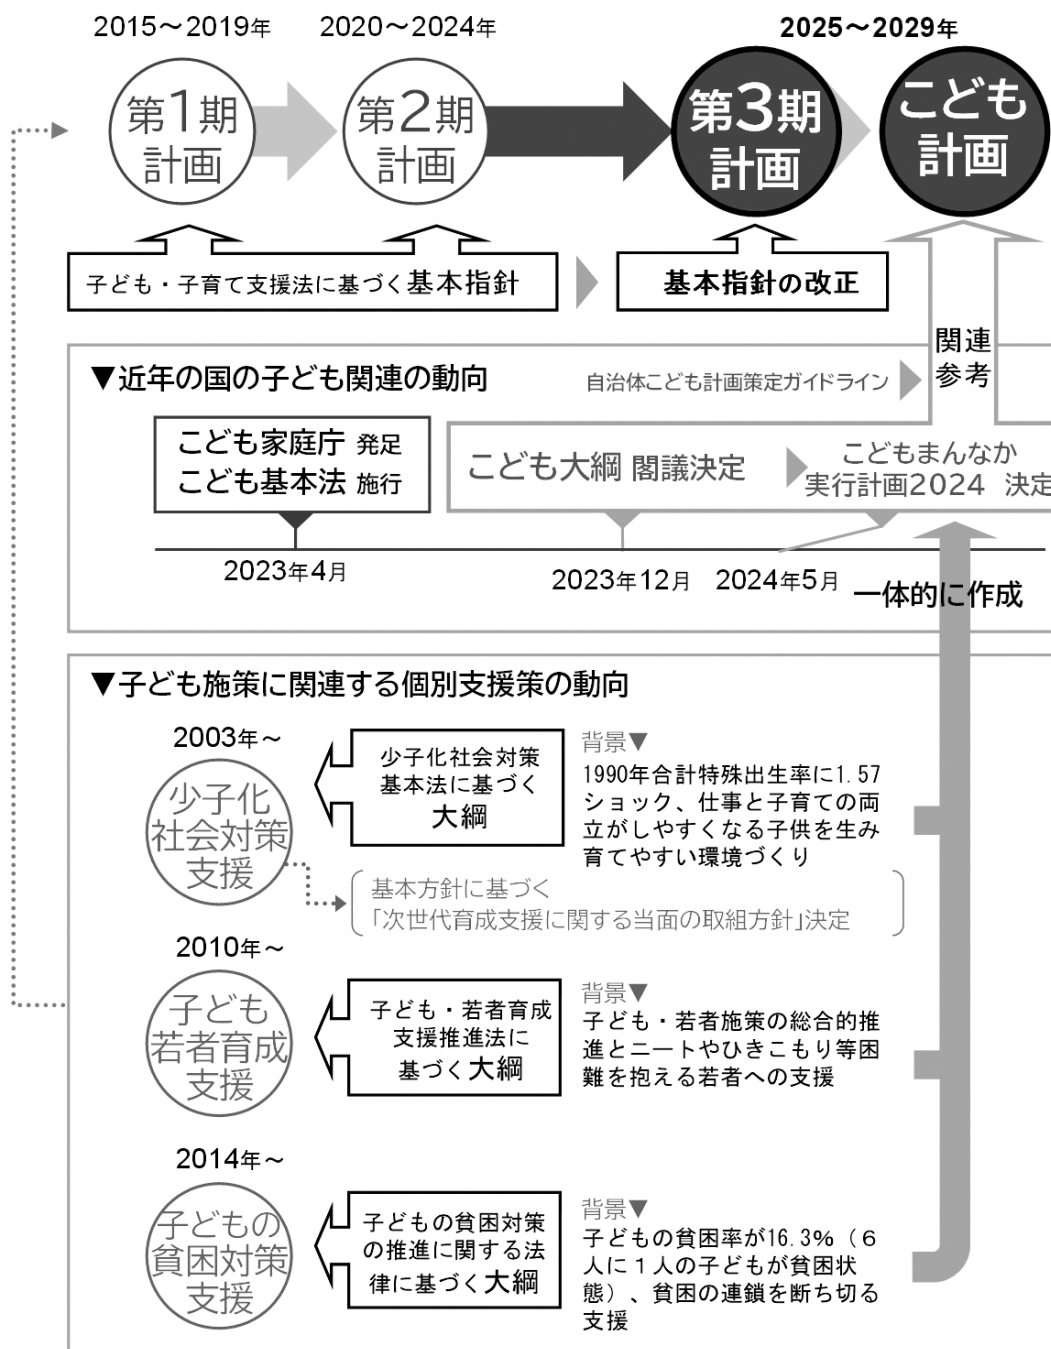 2015～2019年
2020～2024年
2025～2029年
第1期
計画
第2期
計画
第3期
計画
こども
計画
子ども・子育て支援法に基づく基本指針
基本指針の改正
関連
参考
▼近年の国の子ども関連の動向
自治体こども計画策定ガイドライン
こども家庭庁 発足
こども基本法 施行
こども大綱 閣議決定
こどもまんなか
実行計画2024 決定
2023年4月
2023年12月
2024年5月
一体的に作成
▼子ども施策に関連する個別支援策の動向
2003年～
少子化
社会対策
支援
少子化社会対策
基本法に基づく
大綱
背景▼
1990年合計特殊出生率に1.57
ショック、仕事と子育ての両
立がしやすくなる子供を生み
育てやすい環境づくり
基本方針に基づく
「次世代育成支援に関する当面の取組方針」決定
2010年～
子ども
若者育成
支援
子ども・若者育成
支援推進法に
基づく大綱
背景▼
子ども・若者施策の総合的推
進とニートやひきこもり等困
難を抱える若者への支援
2014年～
子どもの
貧困対策
支援
子どもの貧困対策
の推進に関する法
律に基づく大綱
背景▼
子どもの貧困率が16.3%（６
人に１人の子どもが貧困状
態）、貧困の連鎖を断ち切る
支援